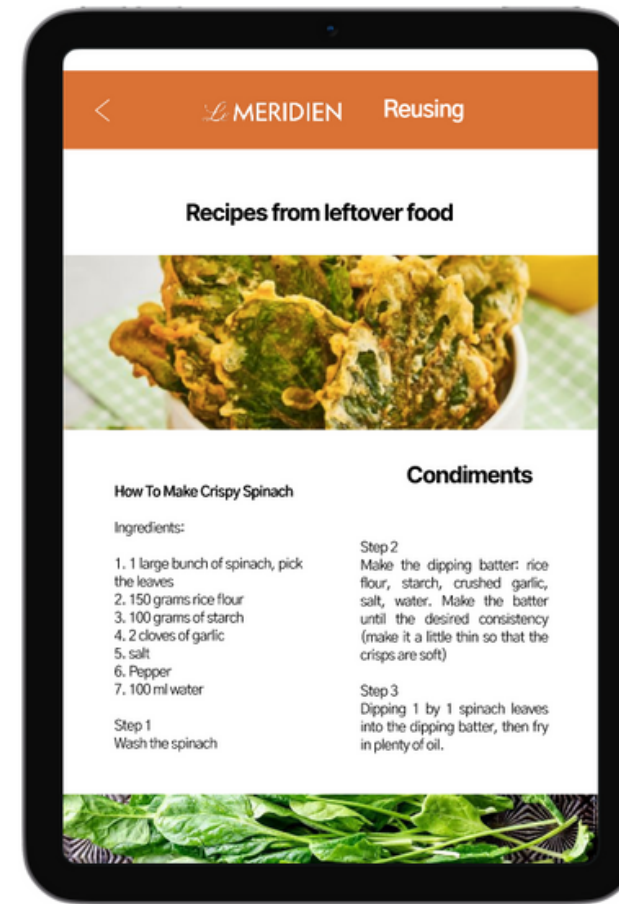 Le MERIDIEN Reusing
Recipes from leftover food
How To Make Crispy Spinach
Ingredients:
1. 1 large bunch of spinach, pick
the leaves
2. 150 grams rice flour
3. 100 grams of starch
4. 2 cloves of garlic
5. salt
6. Pepper
7. 100 ml water
Step 1
Wash the spinach
Condiments
Step 2
Make the dipping batter: rice
flour, starch, crushed garlic,
salt, water. Make the batter
until the desired consistency
(make it a little thin so that the
crisps are soft)
Step 3
Dipping 1 by 1 spinach leaves
into the dipping batter, then fry
in plenty of oil.